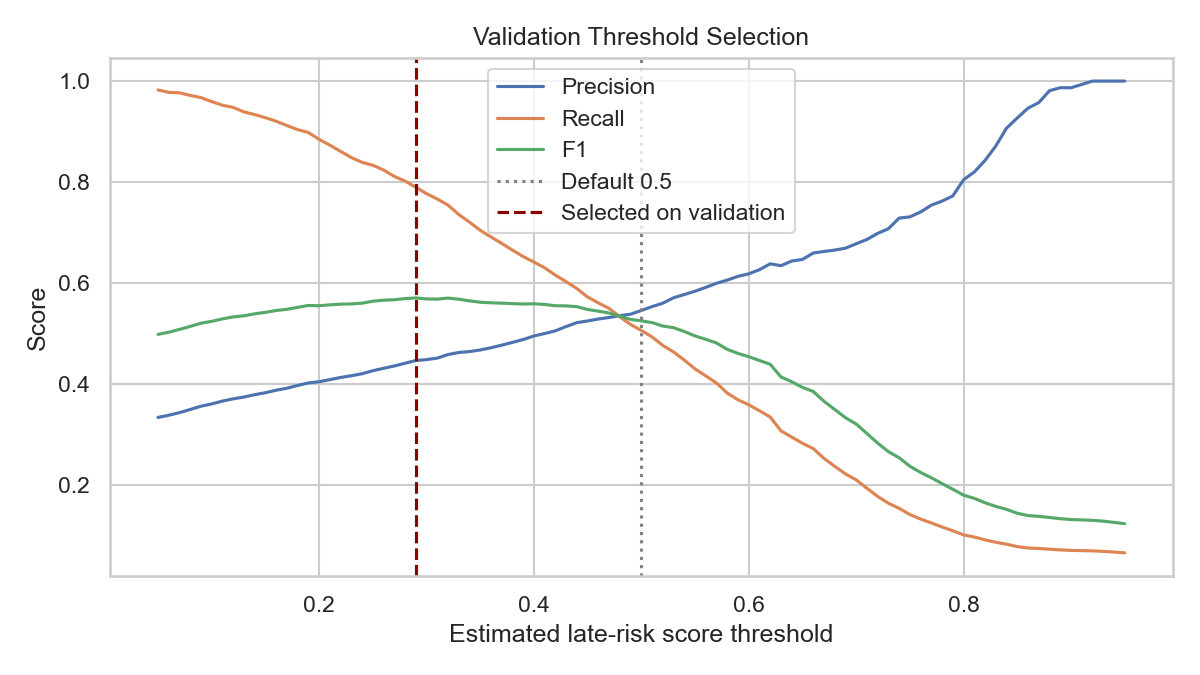 Validation Threshold Selection
1.0
0.8
0.6
0.4
0.2
Score
Precision
Recall
F1
Default 0.5
Selected on validation
0.2 0.4 0.6 0.8
Estimated late-risk score threshold